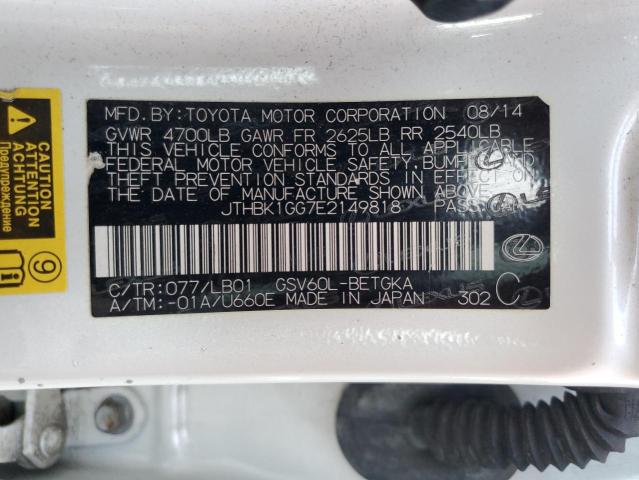 MFD. BY: TOYOTA MOTOR CORPORATION 08/14
GVWR 4700LB GAWR FR 2625LB RR 2540LB
THIS VEHICLE CONFORMS TO ALL APPLICABLE
FEDERAL MOTOR VEHICLE SAFETY, BUMPER, AND
THEFT PREVENTION STANDARDS IN EFFECT ON
THE DATE OF MANUFACTURE SHOWN ABOVE.
JTHBK1GG7E2149818 PASS. CAR
C/TR:077/LB01 GSV60L-BETGKA
A/TM:-01A/U660E MADE IN JAPAN 302 C
CAUTION
ATTENTION
Предупреждение
9